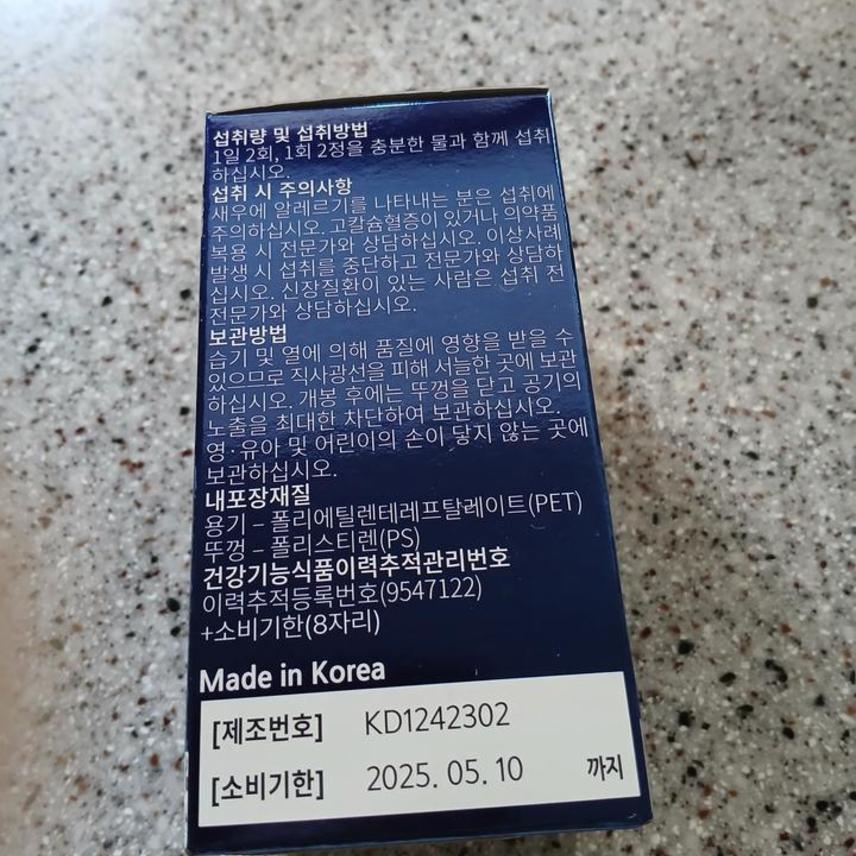 섭취량 및 섭취방법
1일 2회, 1회 2정을 충분한 물과 함께 섭취
하십시오.
섭취 시 주의사항
새우에 알레르기를 나타내는 분은 섭취에
주의하십시오. 고칼슘혈증이 있거나 의약품
복용 시 전문가와 상담하십시오. 이상사례
발생 시 섭취를 중단하고 전문가와 상담하
십시오. 신장질환이 있는 사람은 섭취 전
전문가와 상담하십시오.
보관방법
습기 및 열에 의해 품질에 영향을 받을 수
있으므로 직사광선을 피해 서늘한 곳에 보관
하십시오. 개봉 후에는 뚜껑을 닫고 공기의
노출을 최대한 차단하여 보관하십시오.
영·유아 및 어린이의 손이 닿지 않는 곳에
보관하십시오.
내포장재질
용기 – 폴리에틸렌테레프탈레이트(PET)
뚜껑 – 폴리스티렌(PS)
건강기능식품이력추적관리번호
이력추적등록번호(9547122)
+소비기한(8자리)
Made in Korea
[제조번호] KD1242302
[소비기한] 2025. 05. 10 까지